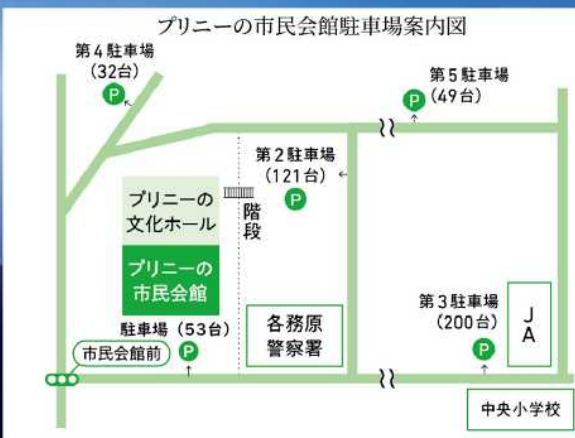 プリニーの市民会館駐車場案内図
第4駐車場
(32台)
P
第5駐車場
(49台)
P
第2駐車場
(121台)
P
階段
プリニーの
文化ホール
プリニーの
市民会館
駐車場(53台)
P
市民会館前
各務原
警察署
第3駐車場
(200台)
P
JA
中央小学校